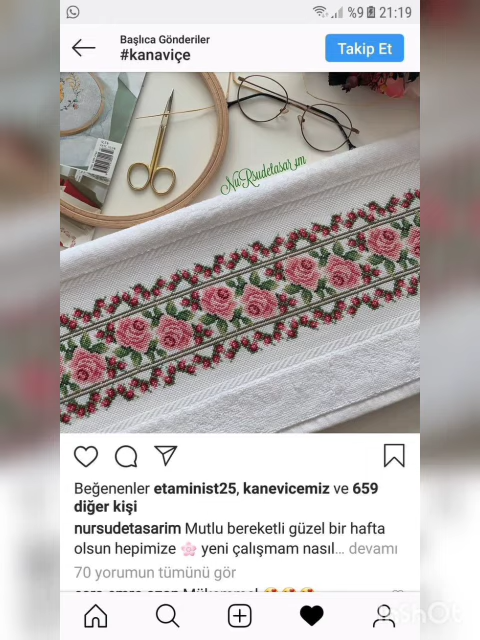 %9 21:19
Başlıca Gönderiler
#kanaviçe
Takip Et
NuRsudetasarım
Beğenenler etaminist25, kanevicemiz ve 659
diğer kişi
nursudetasarim Mutlu bereketli güzel bir hafta
olsun hepimize 🌸 yeni çalışmam nasıl... devamı
70 yorumun tümünü gör